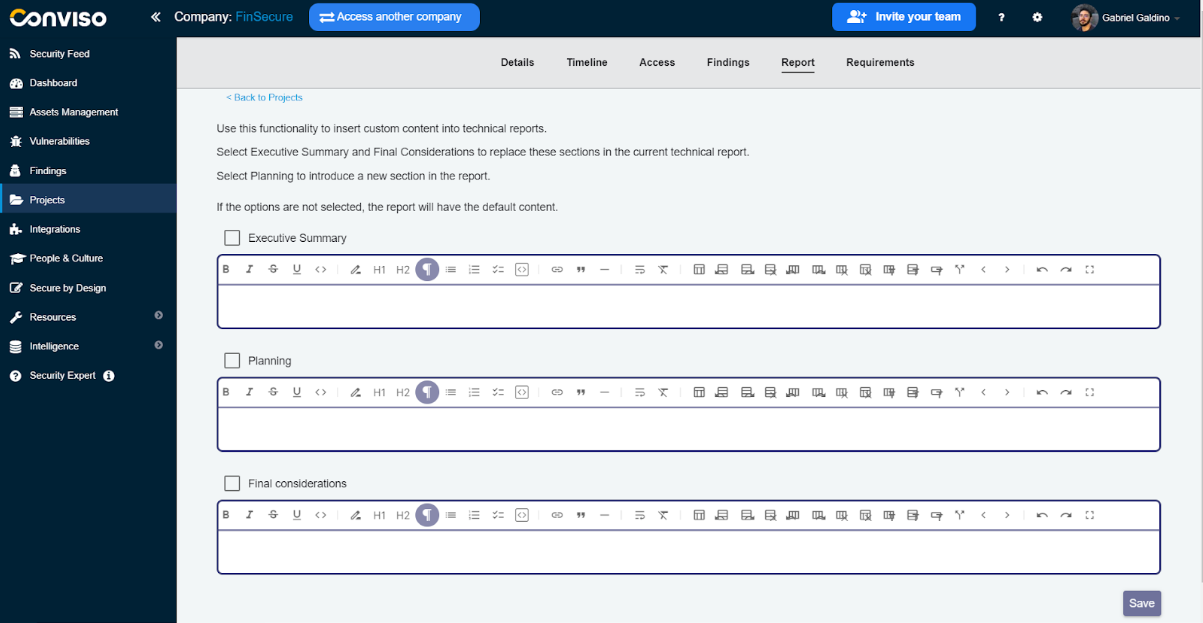 Conviso
Company: FinSecure
Access another company
Invite your team
?
Gabriel Galdino
Security Feed
Dashboard
Assets Management
Vulnerabilities
Findings
Projects
Integrations
People & Culture
Secure by Design
Resources
Intelligence
Security Expert
Details Timeline Access Findings Report Requirements
< Back to Projects
Use this functionality to insert custom content into technical reports.
Select Executive Summary and Final Considerations to replace these sections in the current technical report.
Select Planning to introduce a new section in the report.
If the options are not selected, the report will have the default content.
Executive Summary
B I S U <> H1 H2 ¶
Planning
B I S U <> H1 H2 ¶
Final considerations
B I S U <> H1 H2 ¶
Save